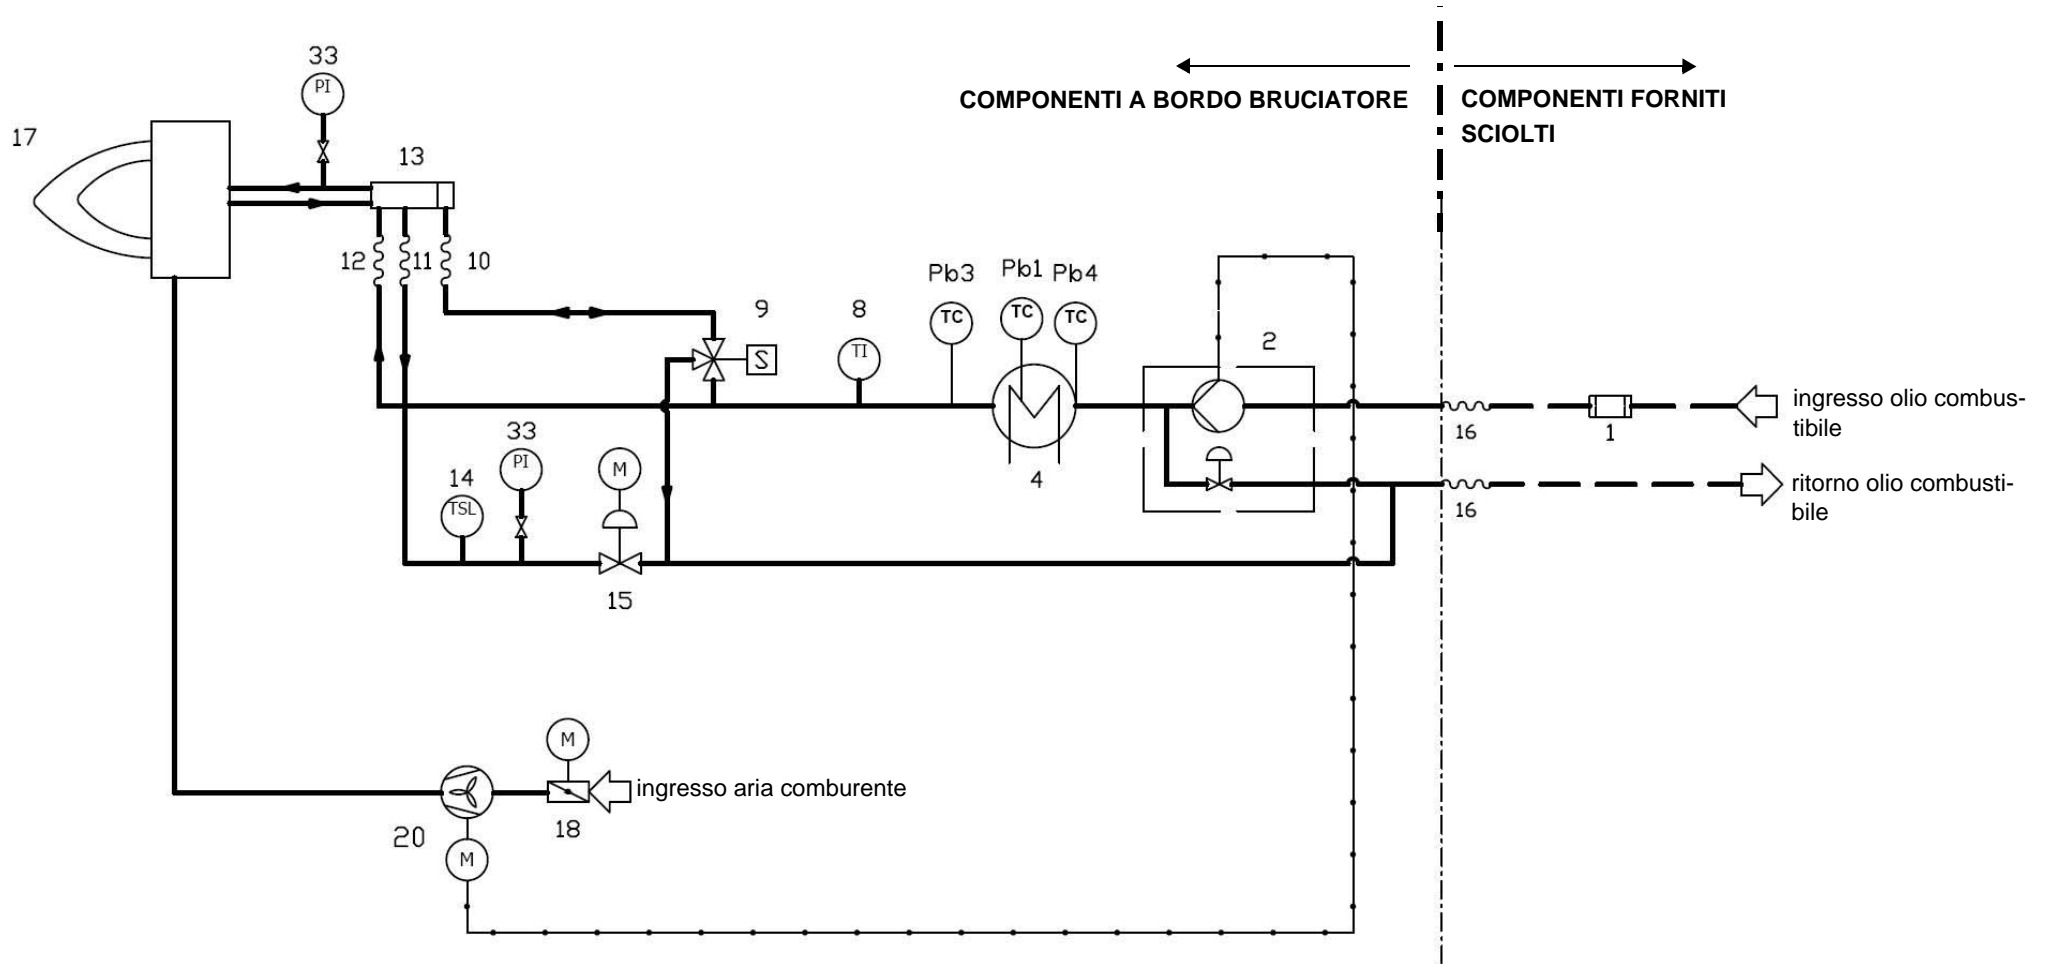 33
PI
COMPONENTI A BORDO BRUCIATORE
COMPONENTI FORNITI
SCIOLTI
17
13
12
11
10
9
S
8
TI
Pb3
TC
Pb1
TC
Pb4
TC
4
2
16
1
ingresso olio combus-
tibile
16
ritorno olio combusti-
bile
14
TSL
33
PI
M
15
M
18
ingresso aria comburente
20
M